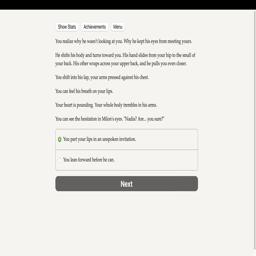 Show Stats Achievements Menu
You realize why he wasn't looking at you. Why he kept his eyes from meeting yours.
He shifts his body and turns toward you. His hand slides from your hip to the small of
your back. His other wraps across your upper back, and he pulls you even closer.
You shift into his lap, your arms pressed against his chest.
You can feel his breath on your lips.
Your heart is pounding. Your whole body trembles in his arms.
You can see the hesitation in Milon's eyes. "Nadia? Are... you sure?"
You part your lips in an unspoken invitation.
You lean forward before he can.
Next